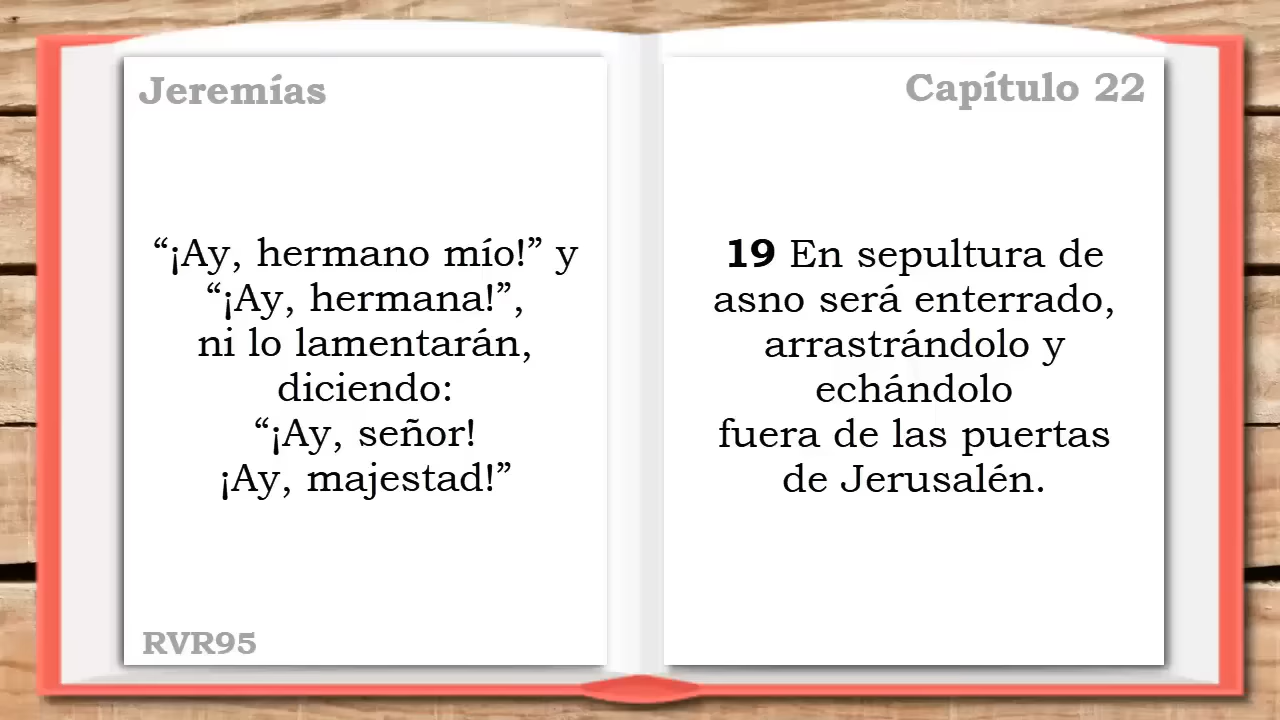 Jeremías
“¡Ay, hermano mío!” y
“¡Ay, hermana!”,
ni lo lamentarán,
diciendo:
“¡Ay, señor!
¡Ay, majestad!”
RVR95
Capítulo 22
19 En sepultura de
asno será enterrado,
arrastrándolo y
echándolo
fuera de las puertas
de Jerusalén.